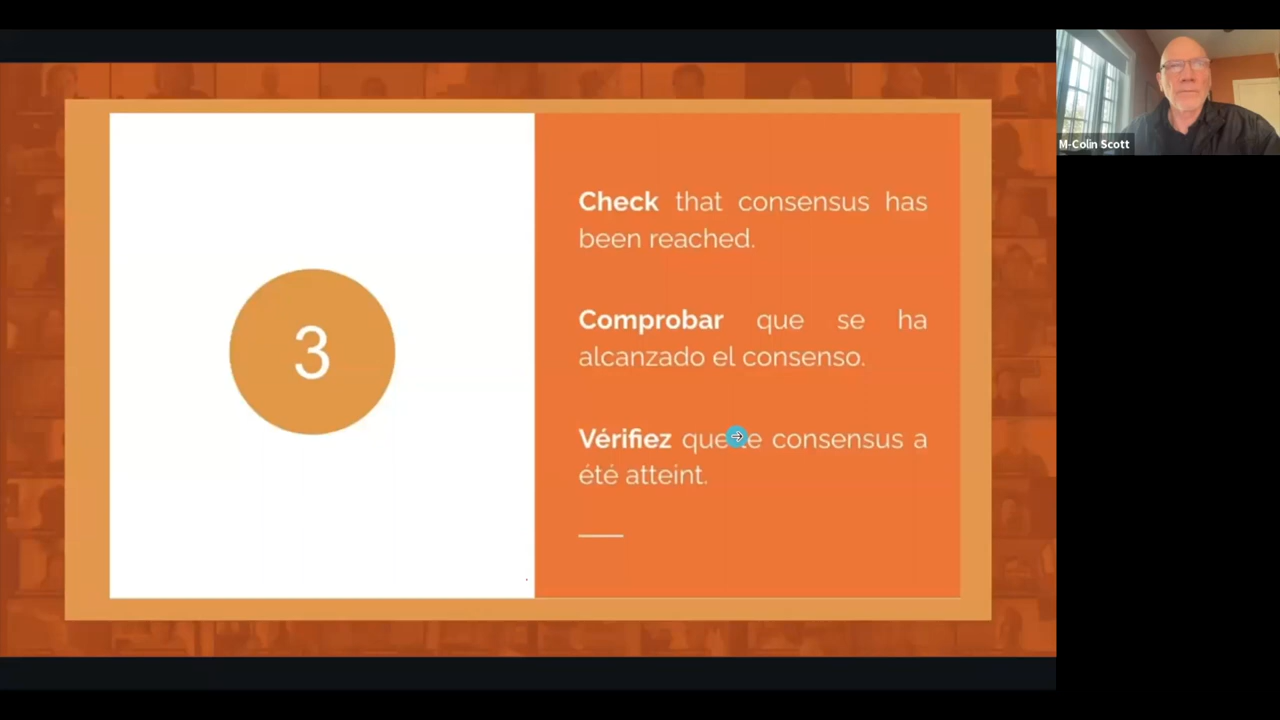 3
Check that consensus has
been reached.
Comprobar que se ha
alcanzado el consenso.
Vérifiez que le consensus a
été atteint.
M-Colin Scott